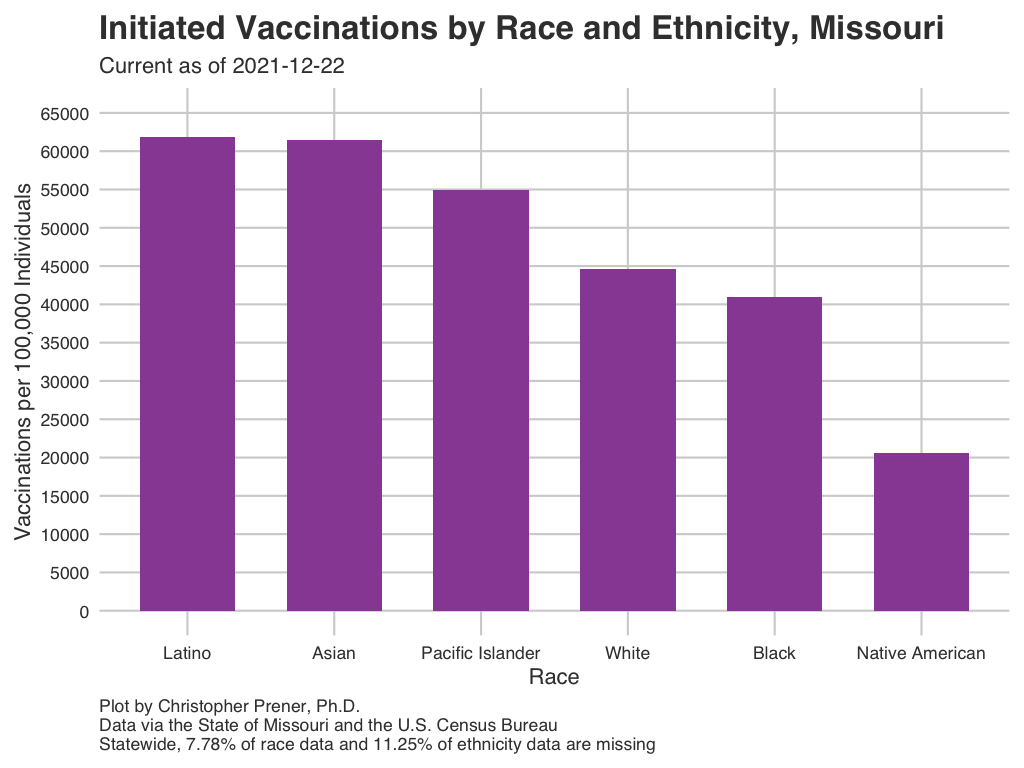 Initiated Vaccinations by Race and Ethnicity, Missouri
Current as of 2021-12-22
Vaccinations per 100,000 Individuals
65000
60000
55000
50000
45000
40000
35000
30000
25000
20000
15000
10000
5000
0
Latino Asian Pacific Islander White Black Native American
Race
Plot by Christopher Prener, Ph.D.
Data via the State of Missouri and the U.S. Census Bureau
Statewide, 7.78% of race data and 11.25% of ethnicity data are missing